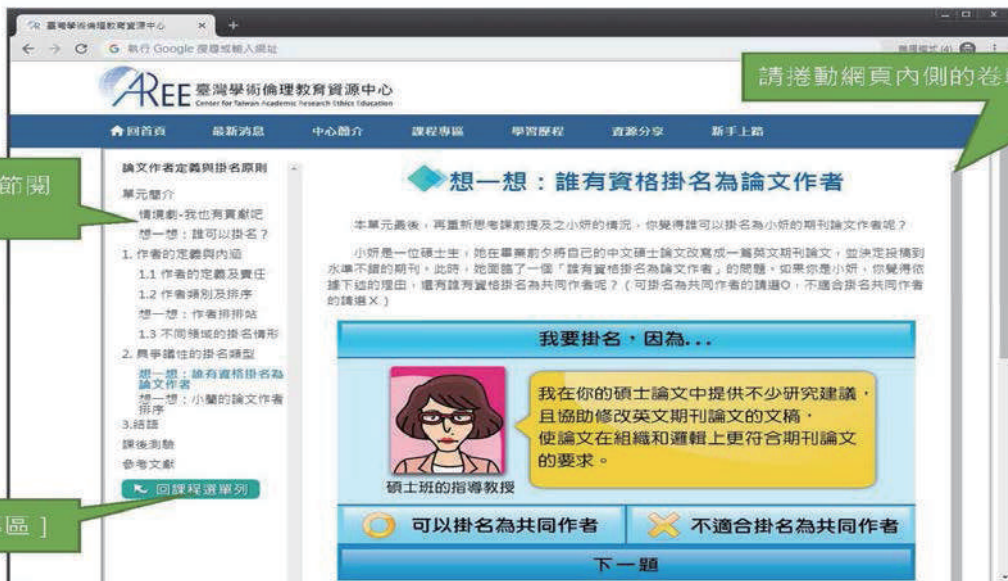 臺灣學術倫理教育資源中心
執行 Google 搜尋或輸入網址
無痕模式 (4)
AREE 臺灣學術倫理教育資源中心
Center for Taiwan Academic Research Ethics Education
請捲動網頁內側的卷
回首頁 最新消息 中心簡介 課程專區 學習歷程 資源分享 新手上路
節閱
論文作者定義與掛名原則
單元簡介
情境劇-我也有貢獻吧
想一想：誰可以掛名？
1. 作者的定義與內涵
1.1 作者的定義及責任
1.2 作者類別及排序
想一想：作者排排站
1.3 不同領域的掛名情形
2. 具爭議性的掛名類型
想一想：誰有資格掛名為
論文作者
想一想：小蘭的論文作者
排序
3.結語
課後測驗
參考文獻
回課程選單列
區 ]
想一想：誰有資格掛名為論文作者
本單元最後，再重新思考課前提及之小妍的情況，你覺得誰可以掛名為小妍的期刊論文作者呢？
小妍是一位碩士生，她在畢業前夕將自己的中文碩士論文改寫成一篇英文期刊論文，並決定投稿到
水準不錯的期刊。此時，她面臨了一個「誰有資格掛名為論文作者」的問題。如果你是小妍，你覺得依
據下述的理由，還有誰有資格掛名為共同作者呢？（可掛名為共同作者的請選O，不適合掛名共同作者
的請選X）
我要掛名，因為...
我在你的碩士論文中提供不少研究建議，
且協助修改英文期刊論文的文稿，
使論文在組織和邏輯上更符合期刊論文
的要求。
碩士班的指導教授
可以掛名為共同作者
不適合掛名為共同作者
下一題